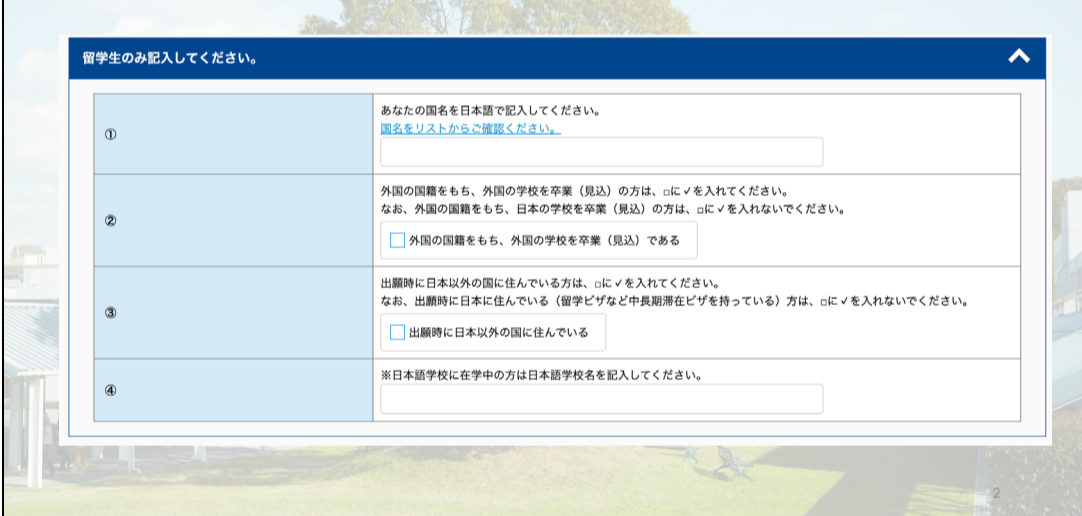 留学生のみ記入してください。
①
あなたの国名を日本語で記入してください。
国名をリストからご確認ください。
②
外国の国籍をもち、外国の学校を卒業（見込）の方は、□に✓を入れてください。
なお、外国の国籍をもち、日本の学校を卒業（見込）の方は、□に✓を入れないでください。
外国の国籍をもち、外国の学校を卒業（見込）である
③
出願時に日本以外の国に住んでいる方は、□に✓を入れてください。
なお、出願時に日本に住んでいる（留学ビザなど中長期滞在ビザを持っている）方は、□に✓を入れないでください。
出願時に日本以外の国に住んでいる
④
※日本語学校に在学中の方は日本語学校名を記入してください。
2